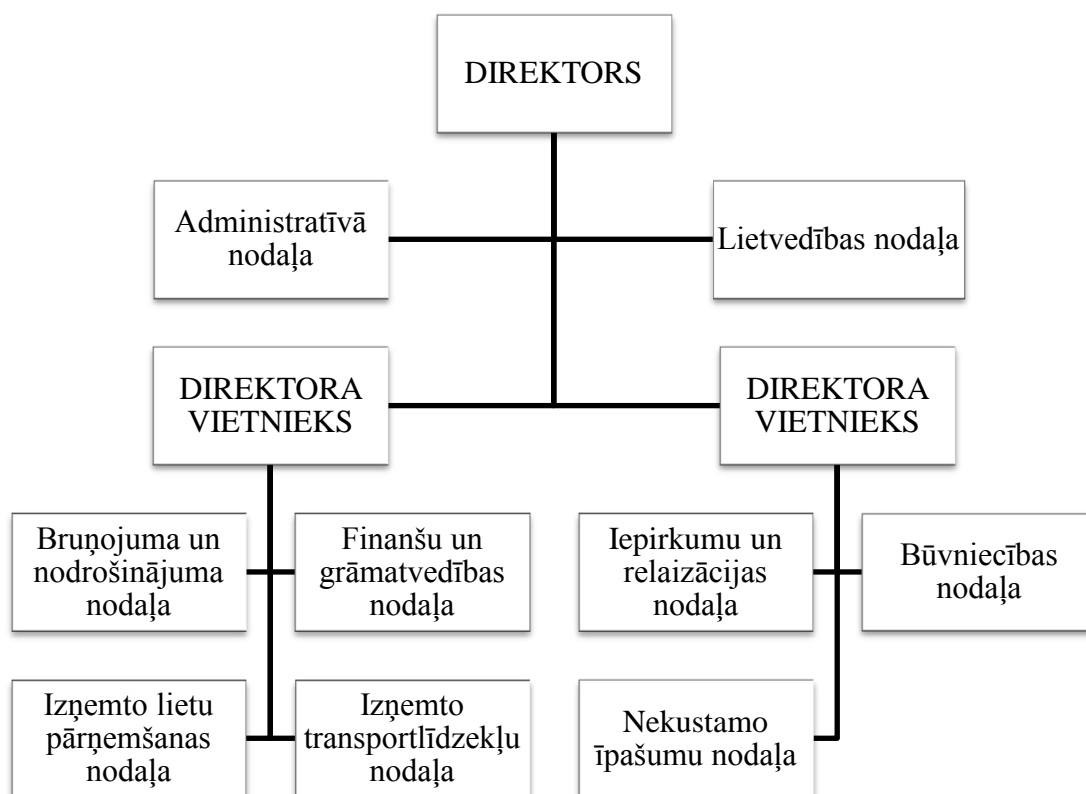 DIREKTORS
Administratīvā
nodaļa
Lietvedības nodaļa
DIREKTORA
VIETNIEKS
DIREKTORA
VIETNIEKS
Bruņojuma un
nodrošinājuma
nodaļa
Finanšu un
grāmatvedības
nodaļa
Iepirkumu un
relaizācijas
nodaļa
Būvniecības
nodaļa
Izņemto lietu
pārņemšanas
nodaļa
Izņemto
transportlīdzekļu
nodaļa
Nekustamo
īpašumu nodaļa